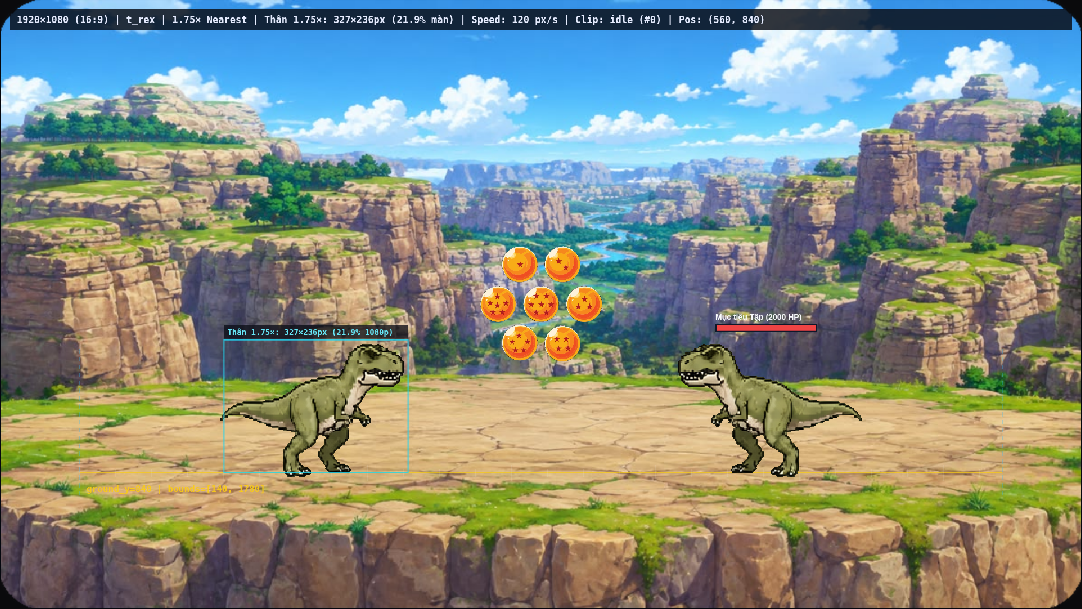 1920×1080 (16:9) | t_rex | 1.75× Nearest | Thân 1.75×: 327×236px (21.9% màn) | Speed: 120 px/s | Clip: idle (#0) | Pos: (560, 840)
Mục tiêu Tập (2000 HP)
Thân 1.75×: 327×236px (21.9% 1080p)